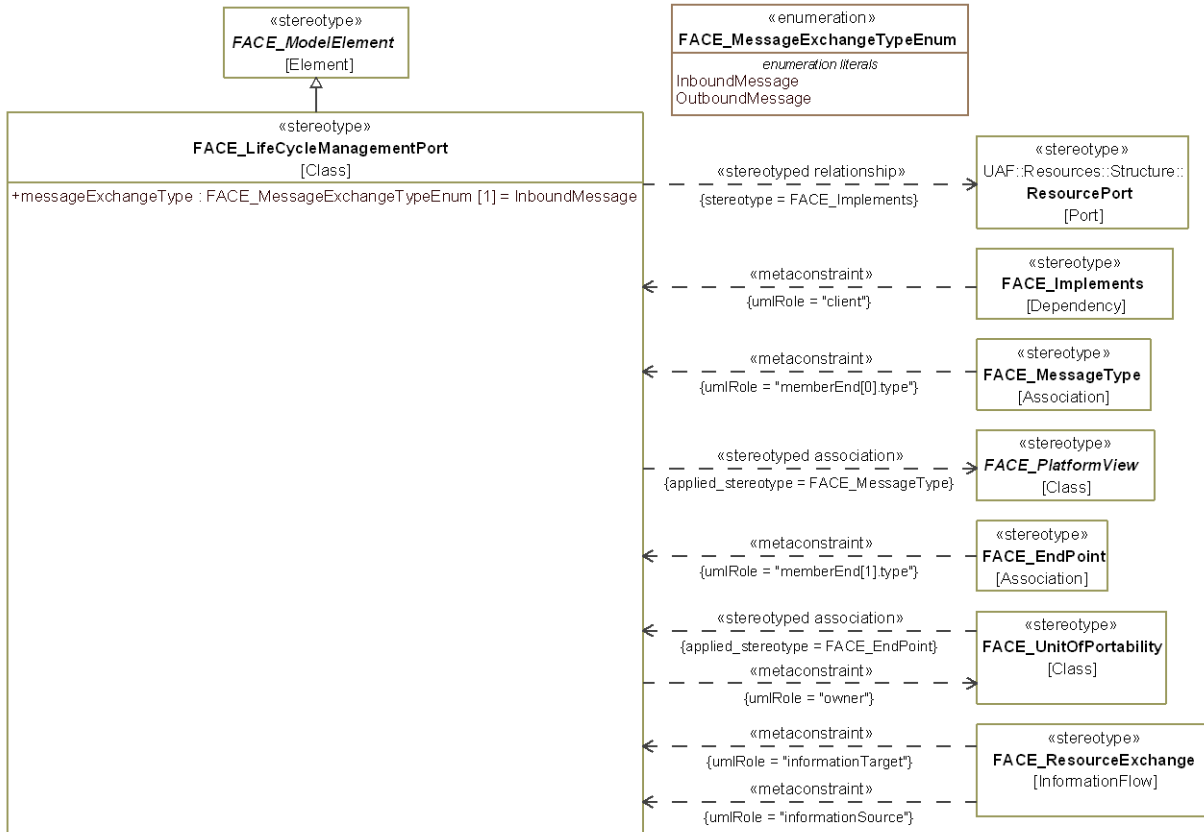 «stereotype»
FACE_ModelElement
[Element]
«enumeration»
FACE_MessageExchangeTypeEnum
enumeration literals
InboundMessage
OutboundMessage
«stereotype»
FACE_LifeCycleManagementPort
[Class]
+messageExchangeType : FACE_MessageExchangeTypeEnum [1] = InboundMessage
«stereotyped relationship»
{stereotype = FACE_Implements}
«stereotype»
UAF::Resources::Structure::
ResourcePort
[Port]
«metaconstraint»
{umlRole = "client"}
«stereotype»
FACE_Implements
[Dependency]
«metaconstraint»
{umlRole = "memberEnd[0].type"}
«stereotype»
FACE_MessageType
[Association]
«stereotyped association»
{applied_stereotype = FACE_MessageType}
«stereotype»
FACE_PlatformView
[Class]
«metaconstraint»
{umlRole = "memberEnd[1].type"}
«stereotype»
FACE_EndPoint
[Association]
«stereotyped association»
{applied_stereotype = FACE_EndPoint}
«metaconstraint»
{umlRole = "owner"}
«stereotype»
FACE_UnitOfPortability
[Class]
«metaconstraint»
{umlRole = "informationTarget"}
«metaconstraint»
{umlRole = "informationSource"}
«stereotype»
FACE_ResourceExchange
[InformationFlow]